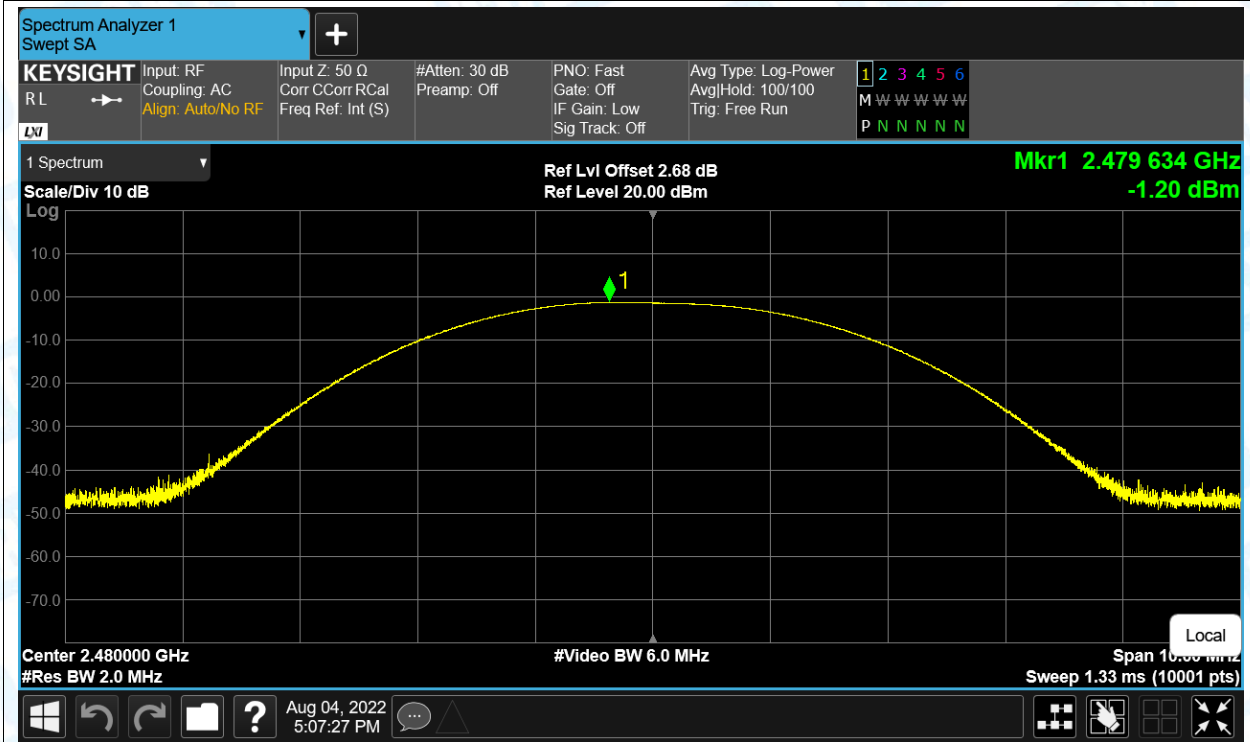 Spectrum Analyzer 1
Swept SA
KEYSIGHT
R L
LXI
Input: RF
Coupling: AC
Align: Auto/No RF
Input Z: 50 Ω
Corr CCorr RCal
Freq Ref: Int (S)
#Atten: 30 dB
Preamp: Off
PNO: Fast
Gate: Off
IF Gain: Low
Sig Track: Off
Avg Type: Log-Power
Avg|Hold: 100/100
Trig: Free Run
1 2 3 4 5 6
M W W W W W
P N N N N N
1 Spectrum
Scale/Div 10 dB
Log
Ref Lvl Offset 2.68 dB
Ref Level 20.00 dBm
Mkr1 2.479 634 GHz
-1.20 dBm
1
10.0
0.00
-10.0
-20.0
-30.0
-40.0
-50.0
-60.0
-70.0
Local
Center 2.480000 GHz
#Res BW 2.0 MHz
#Video BW 6.0 MHz
Span 10.00 MHz
Sweep 1.33 ms (10001 pts)
?
Aug 04, 2022
5:07:27 PM